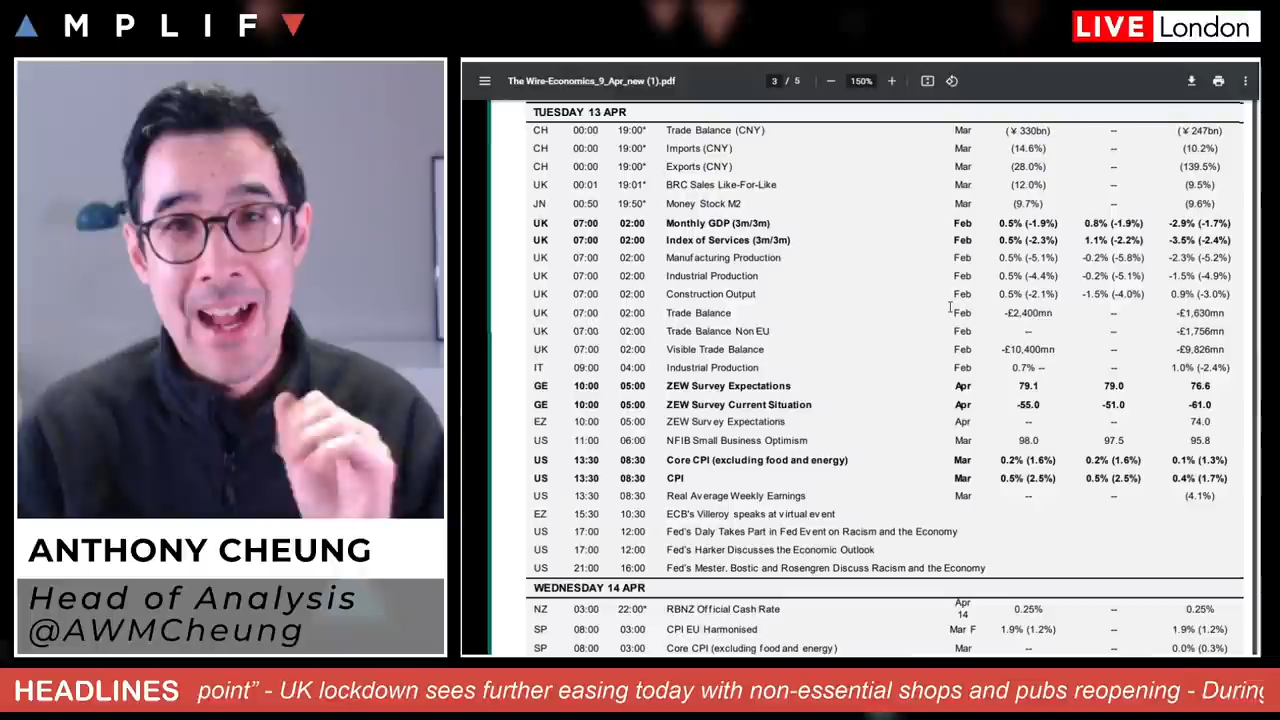 AMPLIFY
LIVE London
The Wire-Economics_9_Apr_new (1).pdf 3 / 5 150%
TUESDAY 13 APR
CH 00:00 19:00* Trade Balance (CNY) Mar (¥ 330bn) -- (¥ 247bn)
CH 00:00 19:00* Imports (CNY) Mar (14.6%) -- (10.2%)
CH 00:00 19:00* Exports (CNY) Mar (28.0%) -- (139.5%)
UK 00:01 19:01* BRC Sales Like-For-Like Mar (12.0%) -- (9.5%)
JN 00:50 19:50* Money Stock M2 Mar (9.7%) -- (9.6%)
UK 07:00 02:00 Monthly GDP (3m/3m) Feb 0.5% (-1.9%) 0.8% (-1.9%) -2.9% (-1.7%)
UK 07:00 02:00 Index of Services (3m/3m) Feb 0.5% (-2.3%) 1.1% (-2.2%) -3.5% (-2.4%)
UK 07:00 02:00 Manufacturing Production Feb 0.5% (-5.1%) -0.2% (-5.8%) -2.3% (-5.2%)
UK 07:00 02:00 Industrial Production Feb 0.5% (-4.4%) -0.2% (-5.1%) -1.5% (-4.9%)
UK 07:00 02:00 Construction Output Feb 0.5% (-2.1%) -1.5% (-4.0%) 0.9% (-3.0%)
UK 07:00 02:00 Trade Balance Feb -£2,400mn -- -£1,630mn
UK 07:00 02:00 Trade Balance Non EU Feb -- -- -£1,756mn
UK 07:00 02:00 Visible Trade Balance Feb -£10,400mn -- -£9,826mn
IT 09:00 04:00 Industrial Production Feb 0.7% -- -- 1.0% (-2.4%)
GE 10:00 05:00 ZEW Survey Expectations Apr 79.1 79.0 76.6
GE 10:00 05:00 ZEW Survey Current Situation Apr -55.0 -51.0 -61.0
EZ 10:00 05:00 ZEW Survey Expectations Apr -- -- 74.0
US 11:00 06:00 NFIB Small Business Optimism Mar 98.0 97.5 95.8
US 13:30 08:30 Core CPI (excluding food and energy) Mar 0.2% (1.6%) 0.2% (1.6%) 0.1% (1.3%)
US 13:30 08:30 CPI Mar 0.5% (2.5%) 0.5% (2.5%) 0.4% (1.7%)
US 13:30 08:30 Real Average Weekly Earnings Mar -- -- (4.1%)
EZ 15:30 10:30 ECB's Villeroy speaks at virtual event
US 17:00 12:00 Fed's Daly Takes Part in Fed Event on Racism and the Economy
US 17:00 12:00 Fed's Harker Discusses the Economic Outlook
US 21:00 16:00 Fed's Mester, Bostic and Rosengren Discuss Racism and the Economy
WEDNESDAY 14 APR
NZ 03:00 22:00* RBNZ Official Cash Rate Apr 14 0.25% -- 0.25%
SP 08:00 03:00 CPI EU Harmonised Mar F 1.9% (1.2%) -- 1.9% (1.2%)
SP 08:00 03:00 Core CPI (excluding food and energy) Mar -- -- 0.0% (0.3%)
ANTHONY CHEUNG
Head of Analysis
@AWMCheung
HEADLINES point” - UK lockdown sees further easing today with non-essential shops and pubs reopening - During